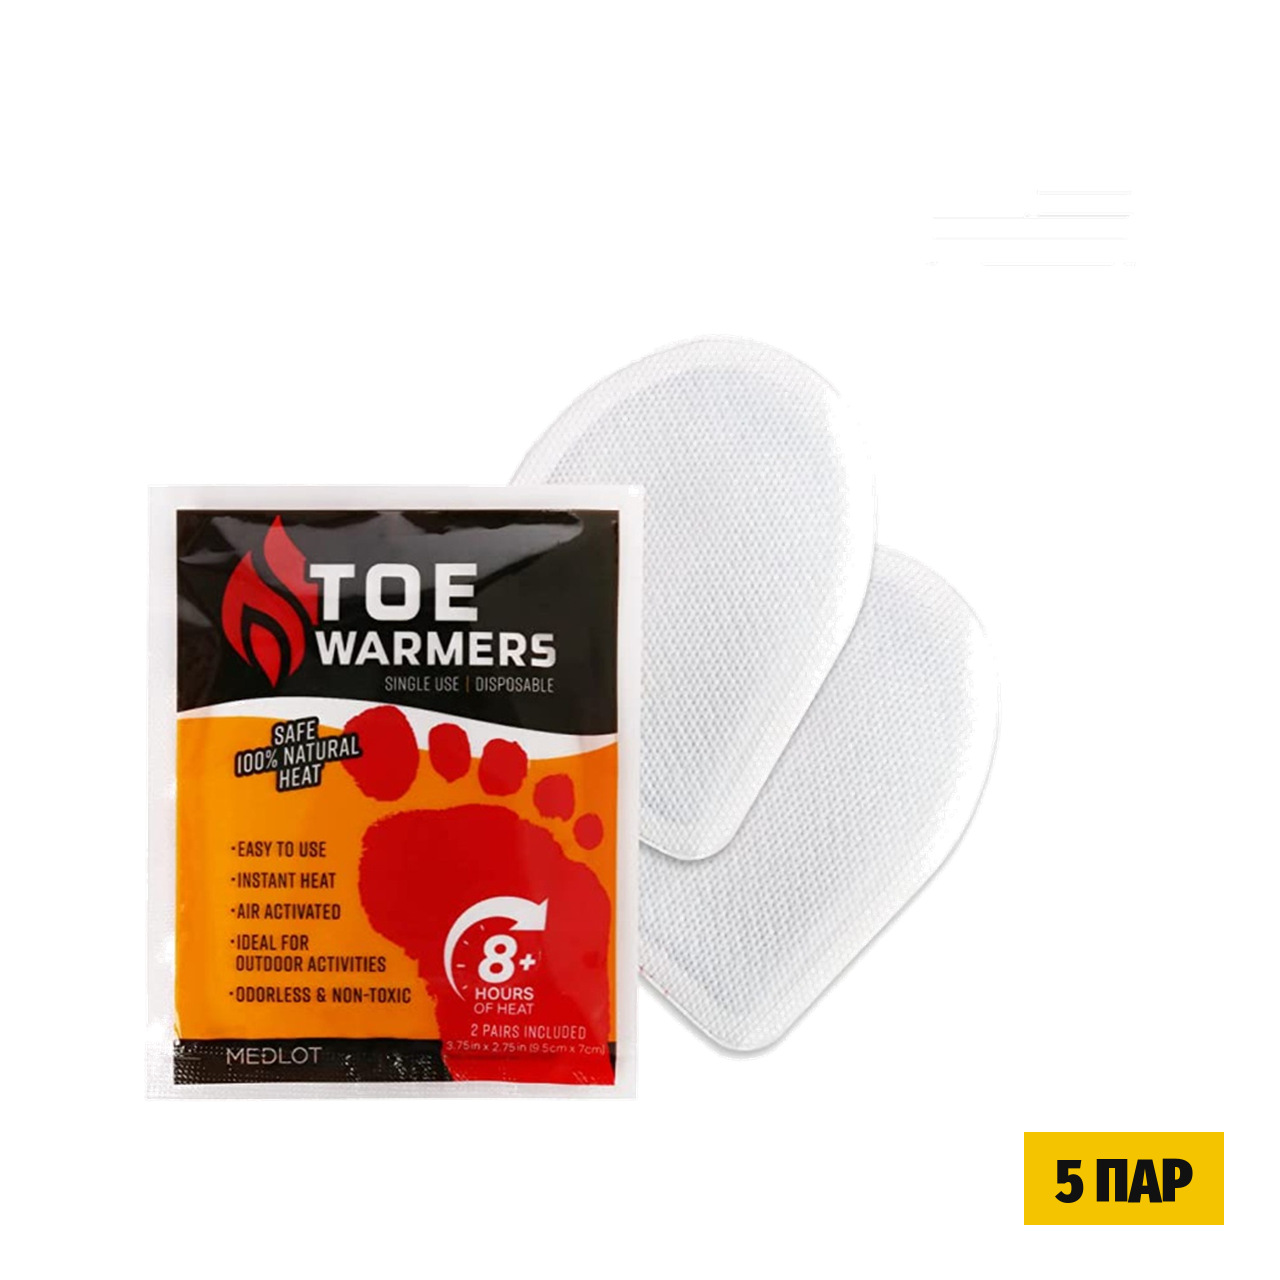 TOE
WARMERS
SINGLE USE | DISPOSABLE
SAFE
100% NATURAL
HEAT
·EASY TO USE
·INSTANT HEAT
·AIR ACTIVATED
·IDEAL FOR
OUTDOOR ACTIVITIES
·ODORLESS & NON-TOXIC
8+
HOURS
OF HEAT
2 PAIRS INCLUDED
3.75in x 2.75in (9.5cm x 7cm)
MEDLOT
5 ПАР